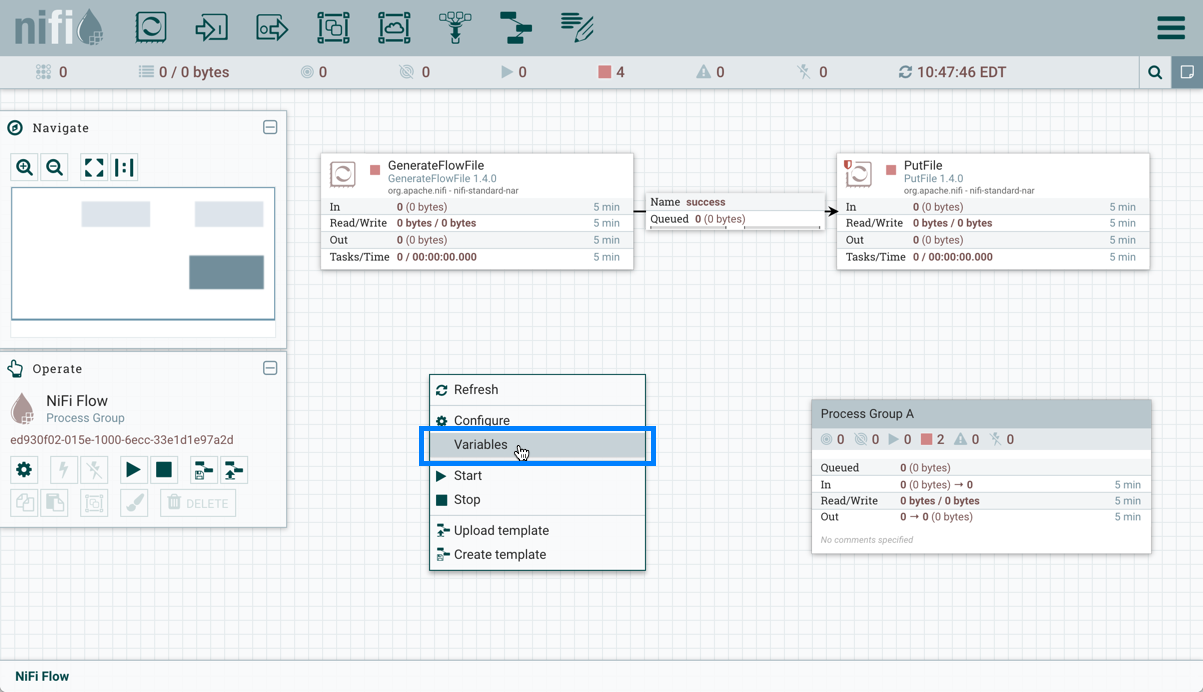 nifi
0
0 / 0 bytes
0
0
0
4
0
0
10:47:46 EDT
Navigate
Operate
NiFi Flow
Process Group
ed930f02-015e-1000-6ecc-33e1d1e97a2d
DELETE
GenerateFlowFile
GenerateFlowFile 1.4.0
org.apache.nifi - nifi-standard-nar
In 0 (0 bytes) 5 min
Read/Write 0 bytes / 0 bytes 5 min
Out 0 (0 bytes) 5 min
Tasks/Time 0 / 00:00:00.000 5 min
Name success
Queued 0 (0 bytes)
PutFile
PutFile 1.4.0
org.apache.nifi - nifi-standard-nar
In 0 (0 bytes) 5 min
Read/Write 0 bytes / 0 bytes 5 min
Out 0 (0 bytes) 5 min
Tasks/Time 0 / 00:00:00.000 5 min
Refresh
Configure
Variables
Start
Stop
Upload template
Create template
Process Group A
0 0 0 2 0 0
Queued 0 (0 bytes)
In 0 (0 bytes) → 0 5 min
Read/Write 0 bytes / 0 bytes 5 min
Out 0 → 0 (0 bytes) 5 min
No comments specified
NiFi Flow